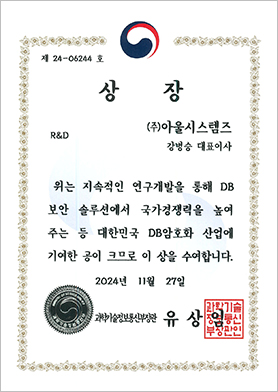 제 24-06244 호
상 장
R&D
(주)아울시스템즈
강병승 대표이사
위는 지속적인 연구개발을 통해 DB
보안 솔루션에서 국가경쟁력을 높여
주는 등 대한민국 DB암호화 산업에
기여한 공이 크므로 이 상을 수여합니다.
2024년 11월 27일
과학기술정보통신부장관 유상임
과학기술
정보통신
부장관인